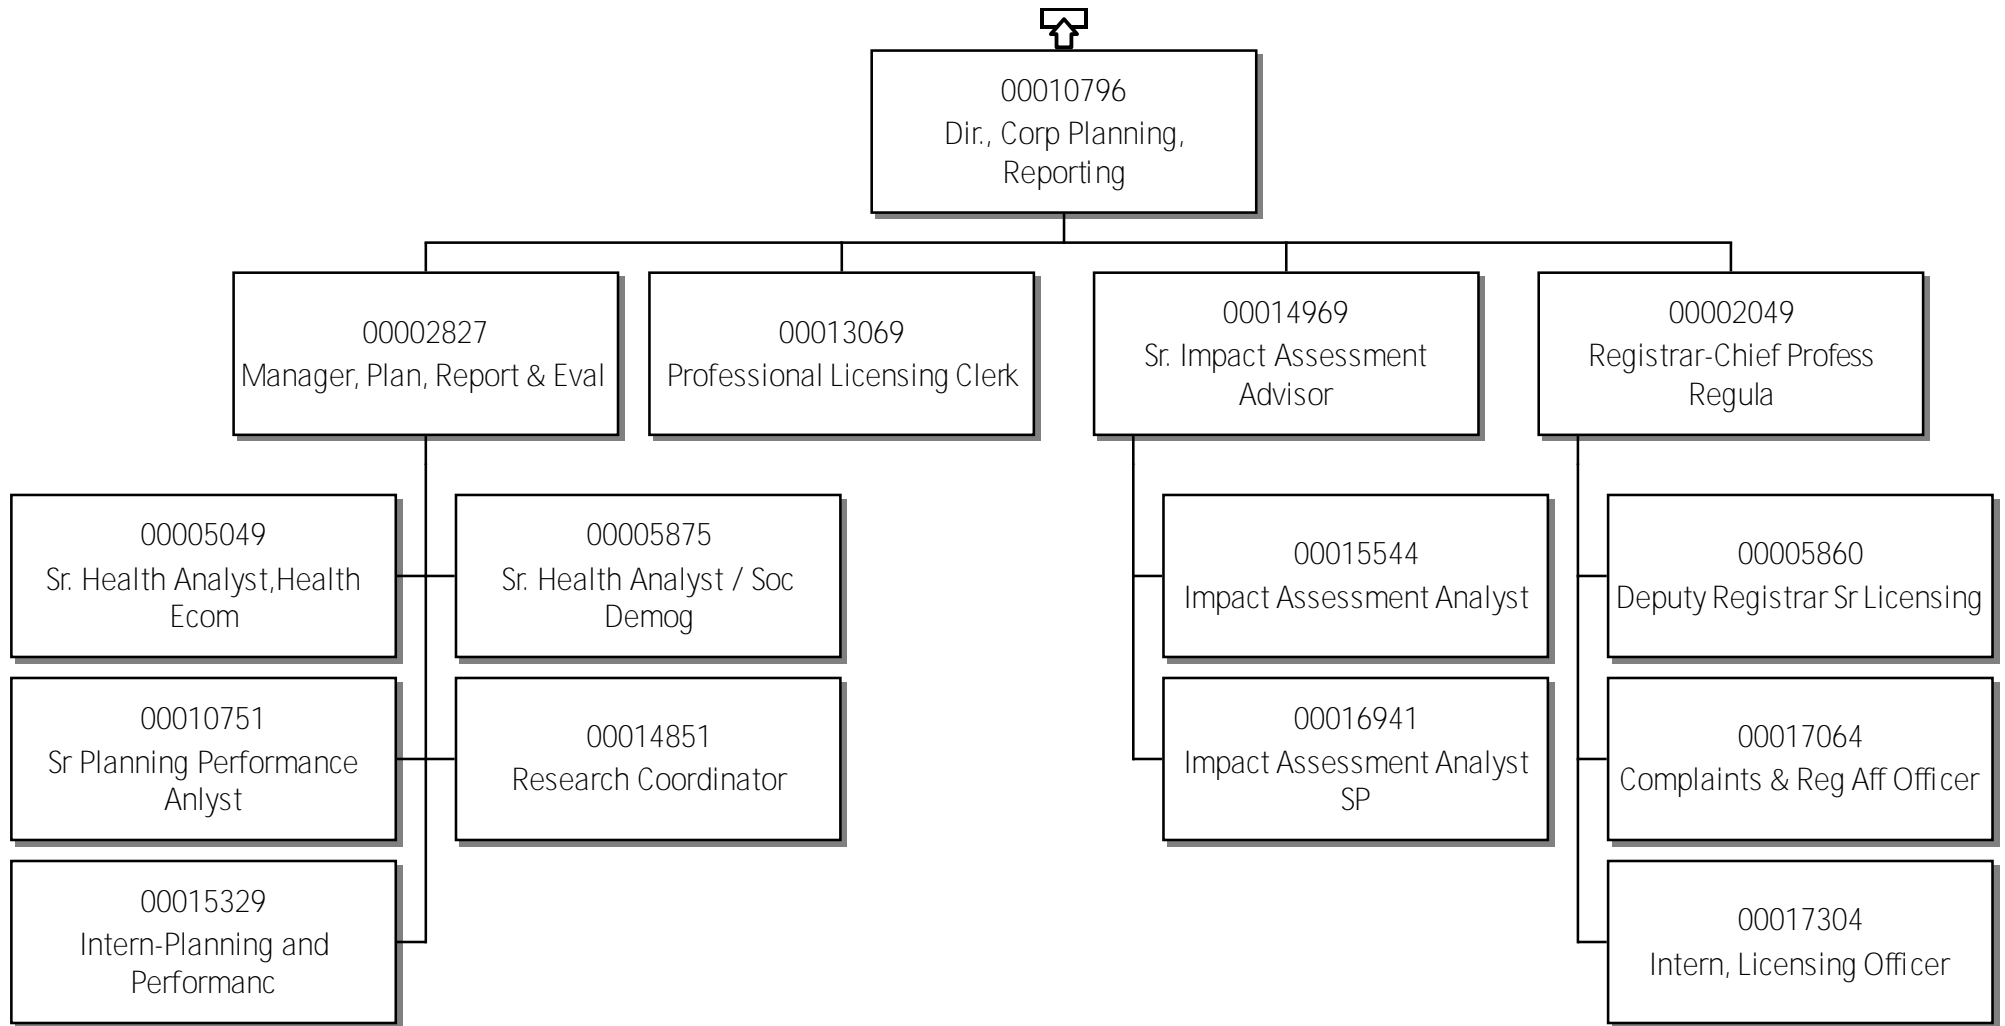 00010796
Dir., Corp Planning,
Reporting
00002827
Manager, Plan, Report & Eval
00013069
Professional Licensing Clerk
00014969
Sr. Impact Assessment
Advisor
00002049
Registrar-Chief Profess
Regula
00005049
Sr. Health Analyst,Health
Ecom
00005875
Sr. Health Analyst / Soc
Demog
00010751
Sr Planning Performance
Anlyst
00014851
Research Coordinator
00015329
Intern-Planning and
Performanc
00015544
Impact Assessment Analyst
00016941
Impact Assessment Analyst
SP
00005860
Deputy Registrar Sr Licensing
00017064
Complaints & Reg Aff Officer
00017304
Intern, Licensing Officer